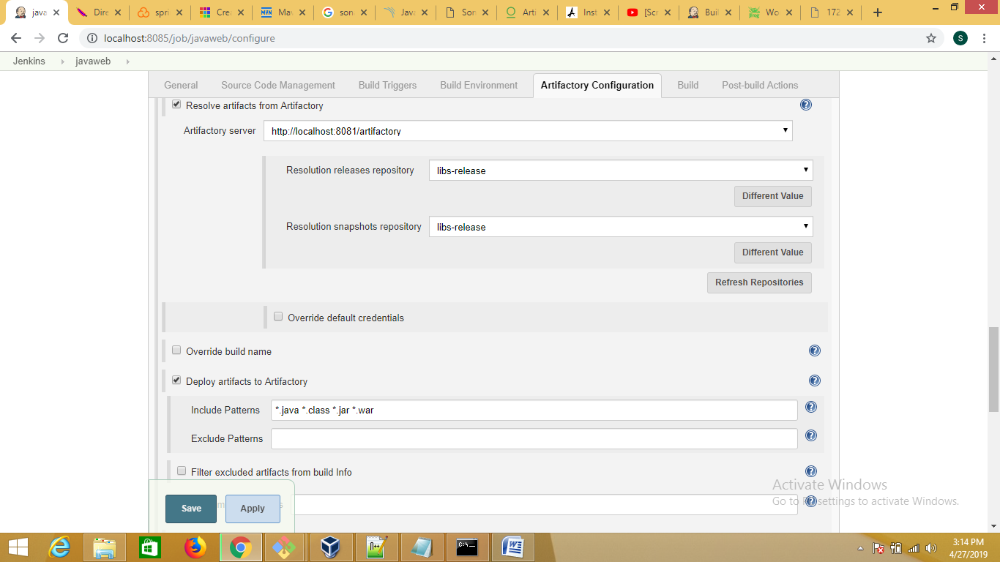 java
Dire
spri
Crea
MVN Mav
sona
Java
Son
Arti
Inst
[Scr
Buil
Wo
172
localhost:8085/job/javaweb/configure
S
Jenkins
javaweb
General
Source Code Management
Build Triggers
Build Environment
Artifactory Configuration
Build
Post-build Actions
Resolve artifacts from Artifactory
Artifactory server
http://localhost:8081/artifactory
Resolution releases repository
libs-release
Different Value
Resolution snapshots repository
libs-release
Different Value
Refresh Repositories
Override default credentials
Override build name
Deploy artifacts to Artifactory
Include Patterns
*.java *.class *.jar *.war
Exclude Patterns
Filter excluded artifacts from build Info
Save
Apply
Activate Windows
Go to PC settings to activate Windows.
3:14 PM
4/27/2019